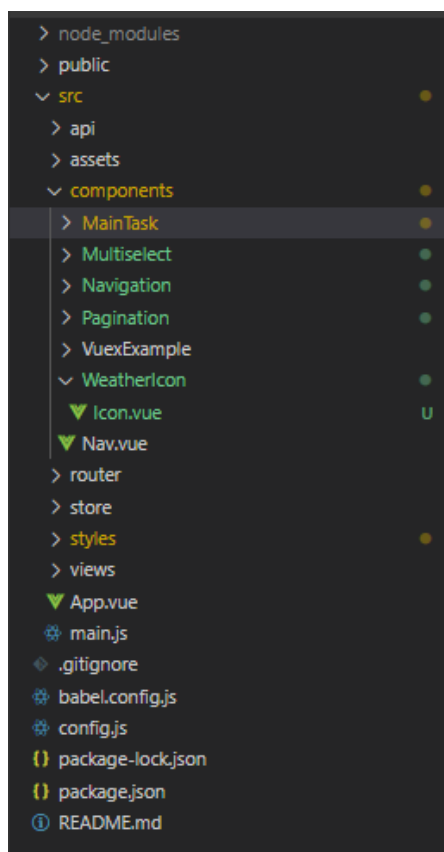 node_modules
public
src
api
assets
components
MainTask
Multiselect
Navigation
Pagination
VuexExample
WeatherIcon
Icon.vue U
Nav.vue
router
store
styles
views
App.vue
main.js
.gitignore
babel.config.js
config.js
{} package-lock.json
{} package.json
README.md